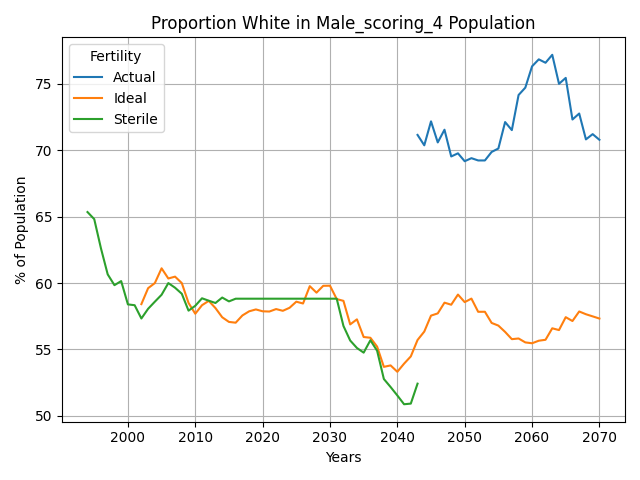 Proportion White in Male_scoring_4 Population
Fertility
Actual
Ideal
Sterile
75
70
65
60
55
50
% of Population
2000
2010
2020
2030
2040
2050
2060
2070
Years